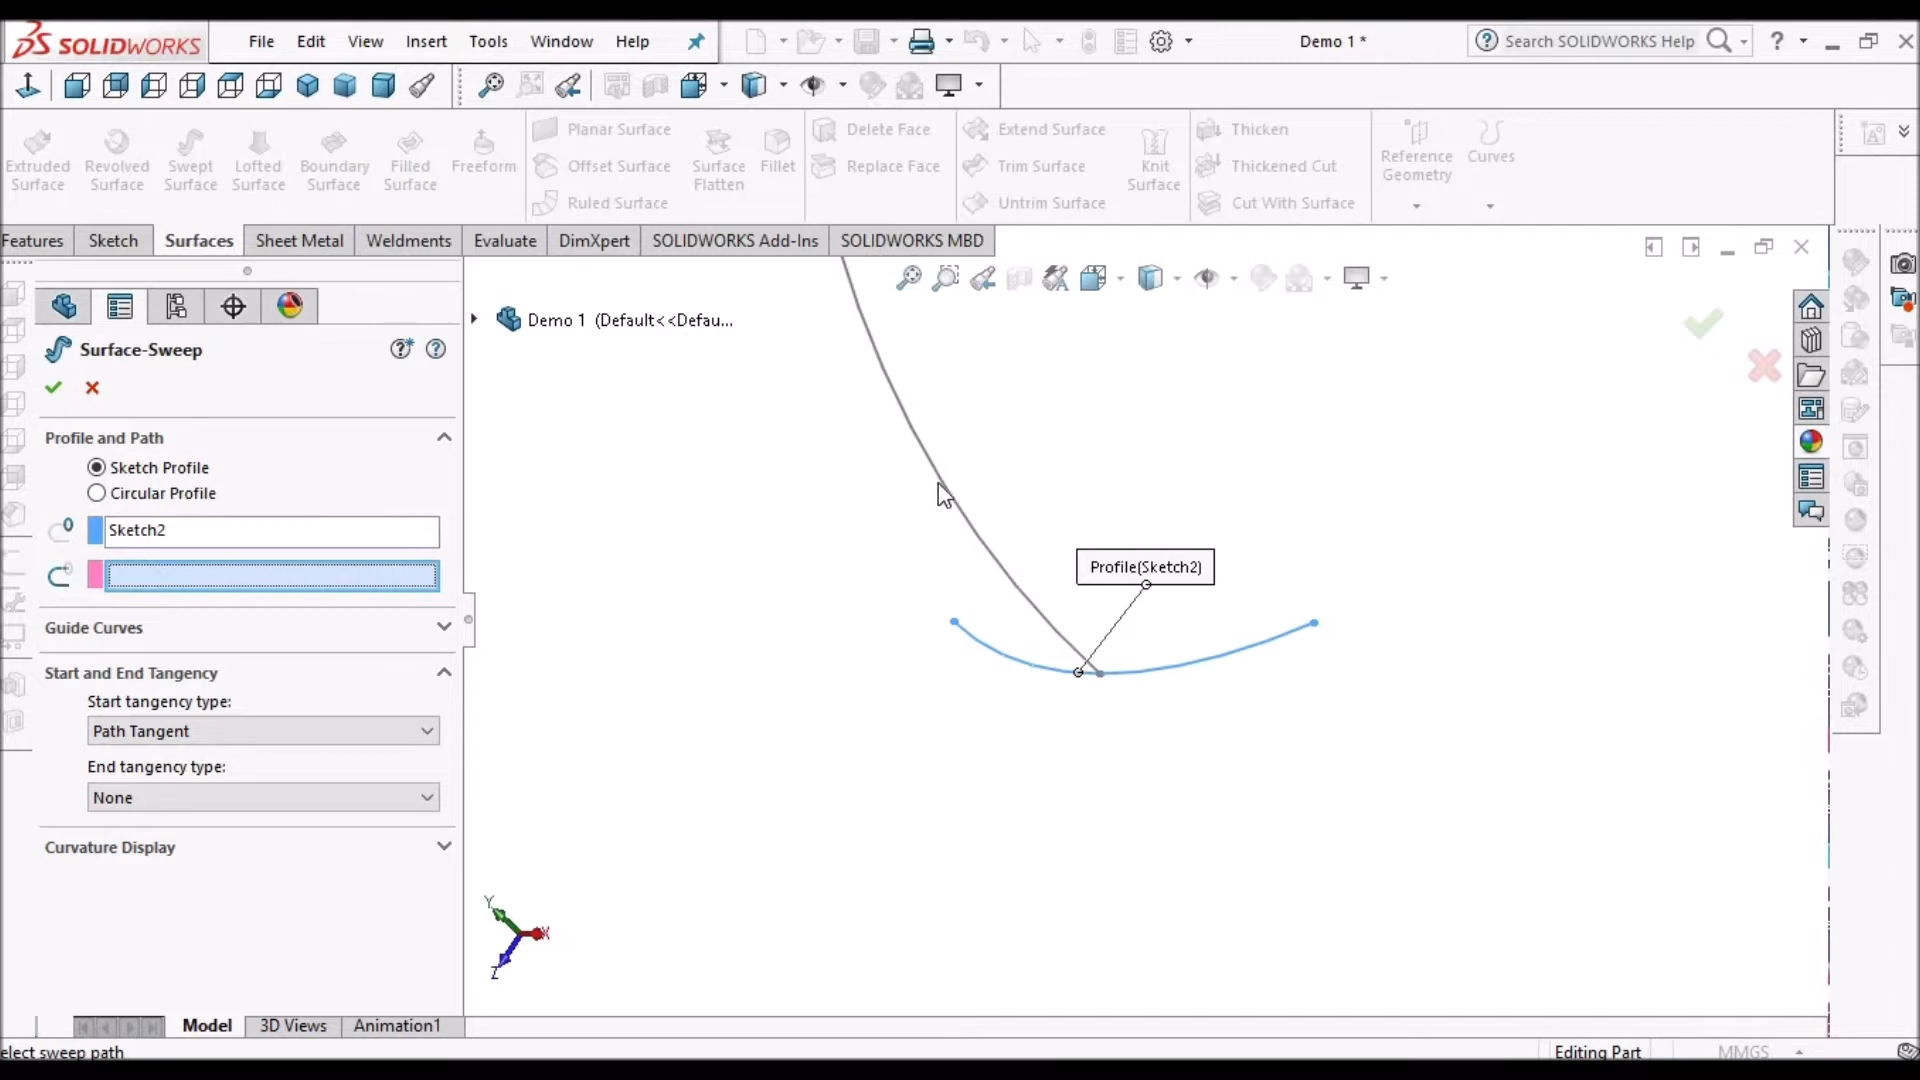 SOLIDWORKS File Edit View Insert Tools Window Help Demo 1 * Search SOLIDWORKS Help ?
Extruded Surface
Revolved Surface
Swept Surface
Lofted Surface
Boundary Surface
Filled Surface
Freeform
Planar Surface
Offset Surface
Ruled Surface
Surface Flatten
Fillet
Delete Face
Replace Face
Extend Surface
Trim Surface
Untrim Surface
Knit Surface
Thicken
Thickened Cut
Cut With Surface
Reference Geometry
Curves
Features Sketch Surfaces Sheet Metal Weldments Evaluate DimXpert SOLIDWORKS Add-Ins SOLIDWORKS MBD
Demo 1 (Default<<Defau...
Surface-Sweep
Profile and Path
Sketch Profile
Circular Profile
Sketch2
Guide Curves
Start and End Tangency
Start tangency type:
Path Tangent
End tangency type:
None
Curvature Display
Profile(Sketch2)
Y
X
Z
Model 3D Views Animation1
elect sweep path Editing Part MMGS